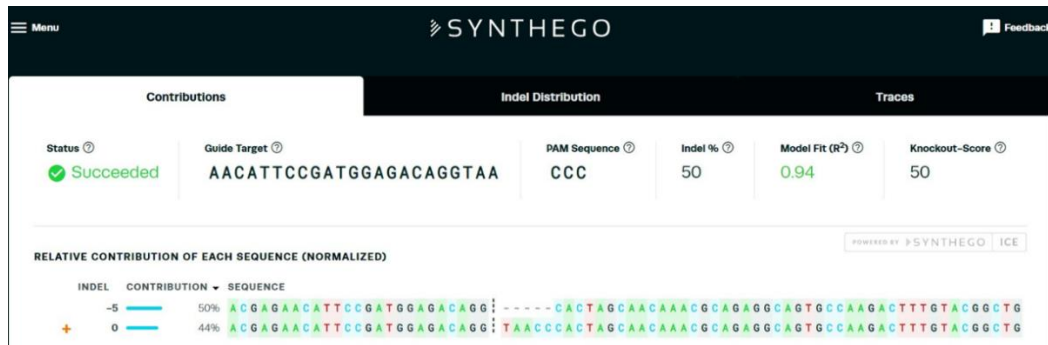 Menu
SYNTHEGO
Feedback
Contributions
Indel Distribution
Traces
Status
Guide Target
PAM Sequence
Indel %
Model Fit (R²)
Knockout-Score
Succeeded
AACATTCCGATGGAGACAGGTAA
CCC
50
0.94
50
POWERED BY SYNTHEGO ICE
RELATIVE CONTRIBUTION OF EACH SEQUENCE (NORMALIZED)
INDEL CONTRIBUTION SEQUENCE
-5 50% ACGAGAACATTCCGATGGAGACAGG-----CACTAGCAACAAACGCAGAGGCAGTGCCAAGACTTTGTACGGCTG
+ 0 44% ACGAGAACATTCCGATGGAGACAGGTAACCCACTAGCAACAAACGCAGAGGCAGTGCCAAGACTTTGTACGGCTG